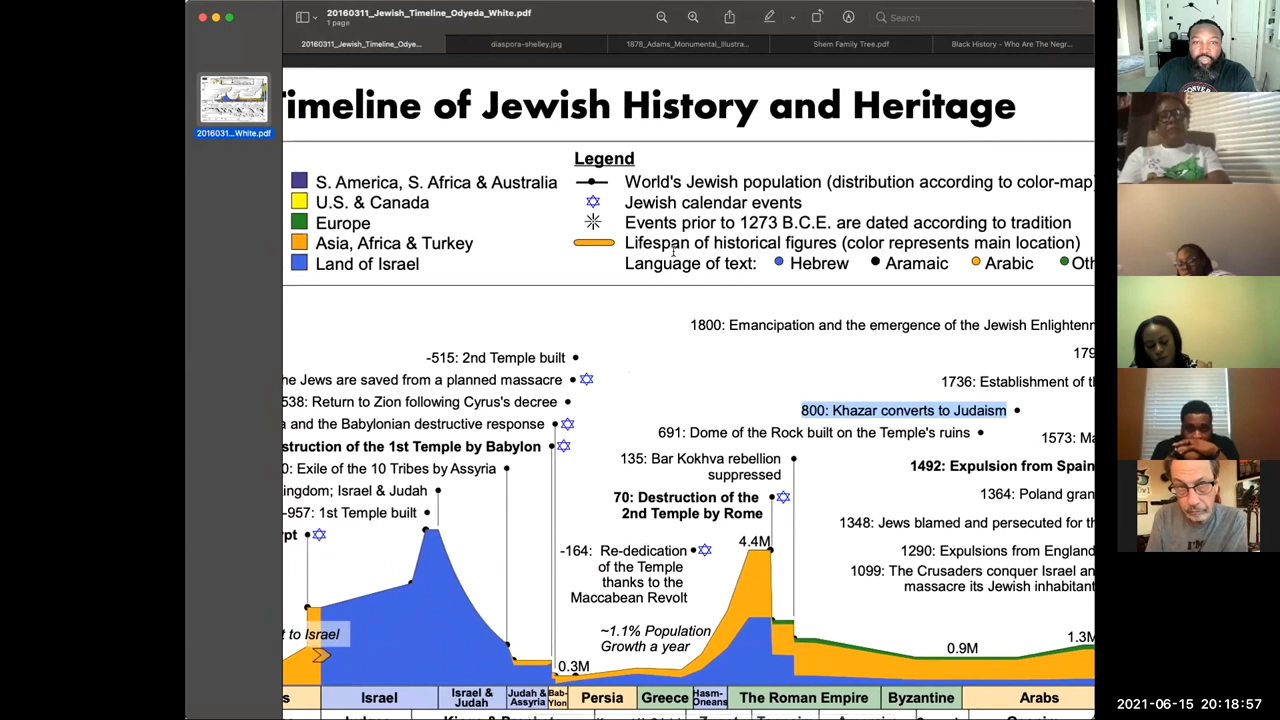 20160311_Jewish_Timeline_Odyeda_White.pdf
1 page
Search
20160311_Jewish_Timeline_Odye...
diaspora-shelley.jpg
1878_Adams_Monumental_Illustra...
Shem Family Tree.pdf
Black History - Who Are The Negr...
2016031...White.pdf
Timeline of Jewish History and Heritage
Legend
S. America, S. Africa & Australia
U.S. & Canada
Europe
Asia, Africa & Turkey
Land of Israel
World's Jewish population (distribution according to color-map)
Jewish calendar events
Events prior to 1273 B.C.E. are dated according to tradition
Lifespan of historical figures (color represents main location)
Language of text: Hebrew Aramaic Arabic Oth
1800: Emancipation and the emergence of the Jewish Enlightenn
-515: 2nd Temple built
179
he Jews are saved from a planned massacre
1736: Establishment of th
538: Return to Zion following Cyrus's decree
800: Khazar converts to Judaism
a and the Babylonian destructive response
691: Dome of the Rock built on the Temple's ruins
1573: Ma
struction of the 1st Temple by Babylon
135: Bar Kokhva rebellion
suppressed
0: Exile of the 10 Tribes by Assyria
1492: Expulsion from Spain
ingdom; Israel & Judah
70: Destruction of the
2nd Temple by Rome
1364: Poland gran
-957: 1st Temple built
1348: Jews blamed and persecuted for th
pt
4.4M
-164: Re-dedication
of the Temple
thanks to the
Maccabean Revolt
1290: Expulsions from England
1099: The Crusaders conquer Israel an
massacre its Jewish inhabitant
t to Israel
~1.1% Population
Growth a year
0.3M
0.9M
1.3M
s
Israel
Israel &
Judah
Judah &
Assyria
Bab-
Ylon
Persia
Greece
Hasm-
Oneans
The Roman Empire
Byzantine
Arabs
2021-06-15 20:18:57